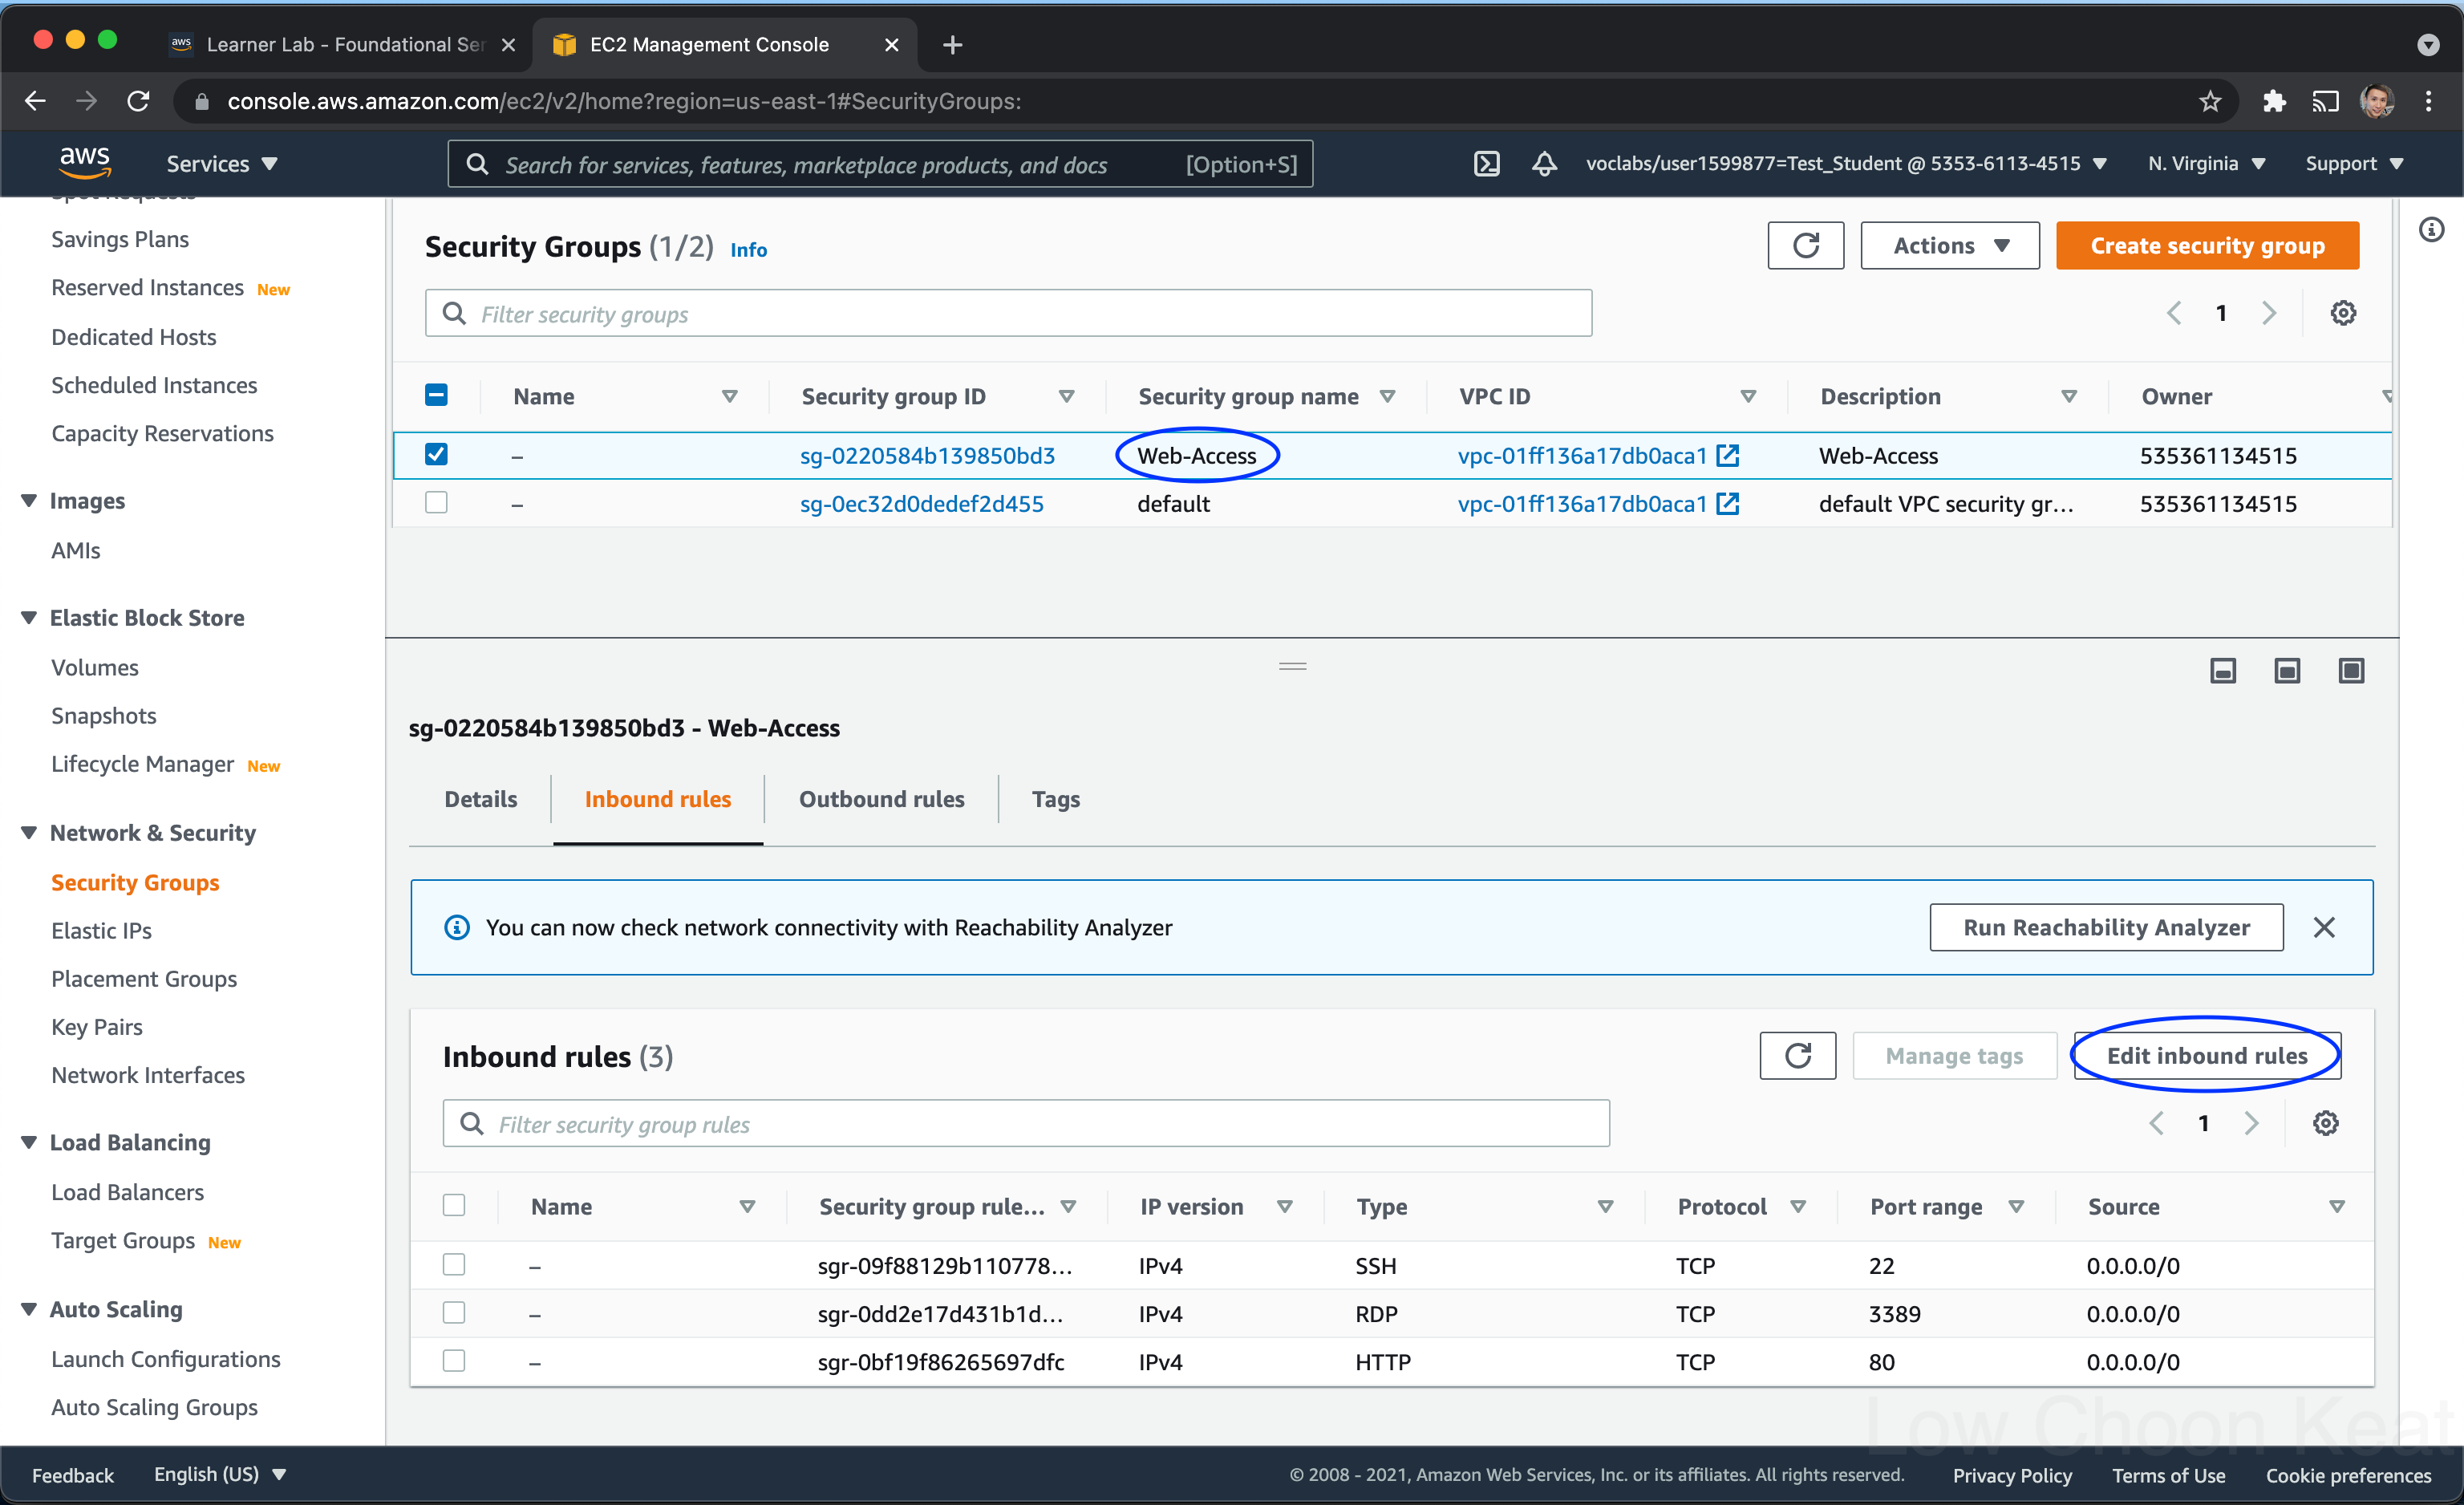 aws Learner Lab - Foundational Ser
EC2 Management Console
console.aws.amazon.com/ec2/v2/home?region=us-east-1#SecurityGroups:
aws Services Search for services, features, marketplace products, and docs [Option+S] voclabs/user1599877=Test_Student @ 5353-6113-4515 N. Virginia Support
Spot Requests
Savings Plans
Reserved Instances New
Dedicated Hosts
Scheduled Instances
Capacity Reservations
Images
AMIs
Elastic Block Store
Volumes
Snapshots
Lifecycle Manager New
Network & Security
Security Groups
Elastic IPs
Placement Groups
Key Pairs
Network Interfaces
Load Balancing
Load Balancers
Target Groups New
Auto Scaling
Launch Configurations
Auto Scaling Groups
Security Groups (1/2) Info Actions Create security group
Filter security groups 1
Name Security group ID Security group name VPC ID Description Owner
– sg-0220584b139850bd3 Web-Access vpc-01ff136a17db0aca1 Web-Access 535361134515
– sg-0ec32d0dedef2d455 default vpc-01ff136a17db0aca1 default VPC security gr... 535361134515
sg-0220584b139850bd3 - Web-Access
Details Inbound rules Outbound rules Tags
You can now check network connectivity with Reachability Analyzer Run Reachability Analyzer
Inbound rules (3) Manage tags Edit inbound rules
Filter security group rules 1
Name Security group rule... IP version Type Protocol Port range Source
– sgr-09f88129b110778... IPv4 SSH TCP 22 0.0.0.0/0
– sgr-0dd2e17d431b1d... IPv4 RDP TCP 3389 0.0.0.0/0
– sgr-0bf19f86265697dfc IPv4 HTTP TCP 80 0.0.0.0/0
Low Choon Keat
Feedback English (US) © 2008 - 2021, Amazon Web Services, Inc. or its affiliates. All rights reserved. Privacy Policy Terms of Use Cookie preferences